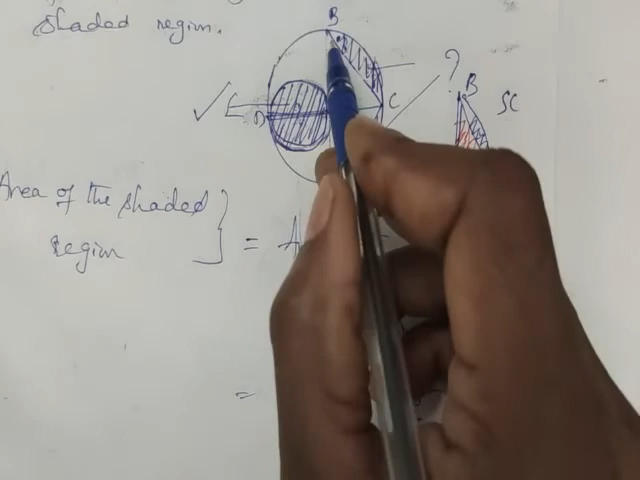 shaded region.
B
?
B
SC
C
D
Area of the shaded
region
= A
=